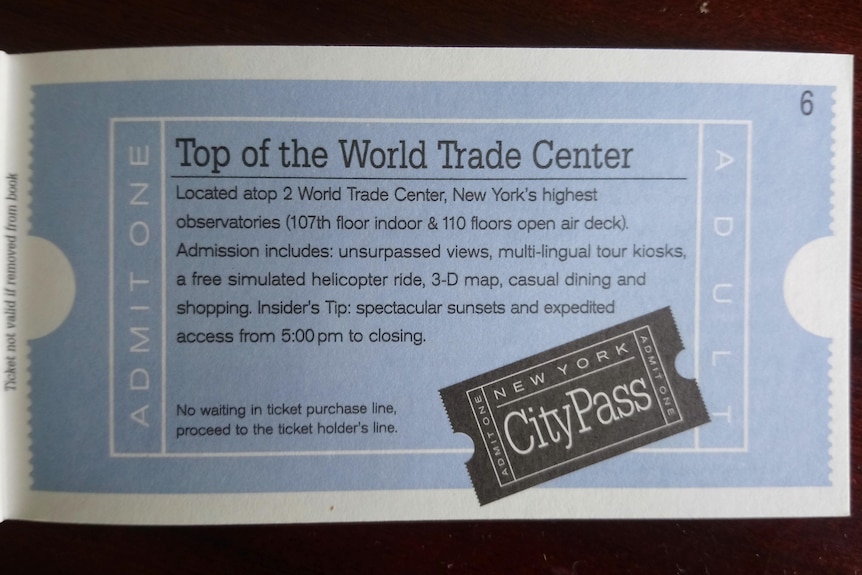 6
Ticket not valid if removed from book
ADMIT ONE
Top of the World Trade Center
Located atop 2 World Trade Center, New York's highest
observatories (107th floor indoor & 110 floors open air deck).
Admission includes: unsurpassed views, multi-lingual tour kiosks,
a free simulated helicopter ride, 3-D map, casual dining and
shopping. Insider's Tip: spectacular sunsets and expedited
access from 5:00 pm to closing.
No waiting in ticket purchase line,
proceed to the ticket holder's line.
ADULT
ADMIT ONE
NEW YORK
CityPass
ADMIT ONE